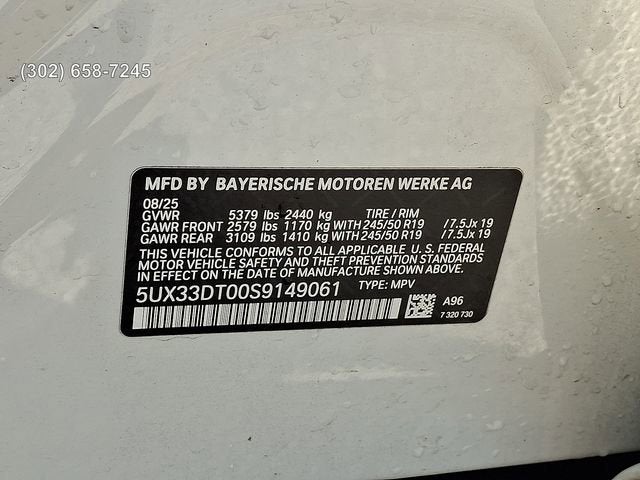 (302) 658-7245
MFD BY BAYERISCHE MOTOREN WERKE AG
08/25
GVWR 5379 lbs 2440 kg TIRE / RIM
GAWR FRONT 2579 lbs 1170 kg WITH 245/50 R19 / 7.5Jx 19
GAWR REAR 3109 lbs 1410 kg WITH 245/50 R19 / 7.5Jx 19
THIS VEHICLE CONFORMS TO ALL APPLICABLE U. S. FEDERAL
MOTOR VEHICLE SAFETY AND THEFT PREVENTION STANDARDS
IN EFFECT ON THE DATE OF MANUFACTURE SHOWN ABOVE.
5UX33DT00S9149061 TYPE: MPV
A96
7 320 730